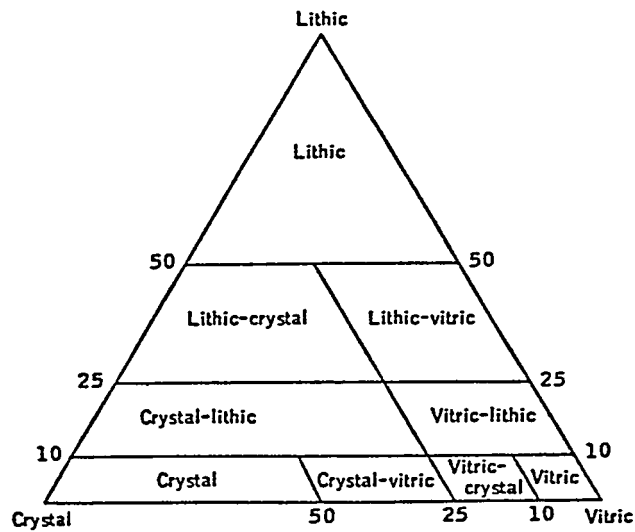 Lithic
Lithic
50 50
Lithic-crystal Lithic-vitric
25 25
Crystal-lithic Vitric-lithic
10 10
Crystal Crystal-vitric Vitric-
crystal Vitric
Crystal 50 25 10 Vitric